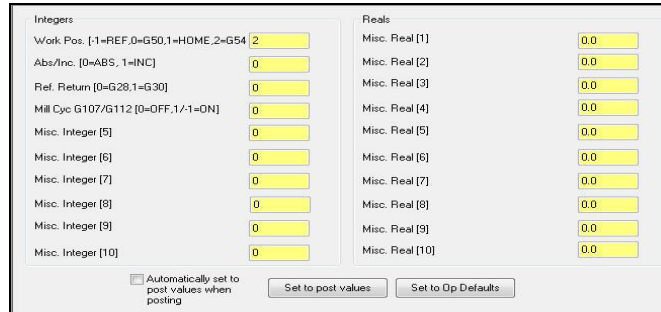 Integers
Work Pos. [-1=REF,0=G50,1=HOME,2=G54 2
Abs/Inc. [0=ABS, 1=INC] 0
Ref. Return [0=G28,1=G30] 0
Mill Cyc G107/G112 [0=OFF,1/-1=ON] 0
Misc. Integer [5] 0
Misc. Integer [6] 0
Misc. Integer [7] 0
Misc. Integer [8] 0
Misc. Integer [9] 0
Misc. Integer [10] 0
Reals
Misc. Real [1] 0.0
Misc. Real [2] 0.0
Misc. Real [3] 0.0
Misc. Real [4] 0.0
Misc. Real [5] 0.0
Misc. Real [6] 0.0
Misc. Real [7] 0.0
Misc. Real [8] 0.0
Misc. Real [9] 0.0
Misc. Real [10] 0.0
Automatically set to
post values when
posting
Set to post values
Set to Op Defaults